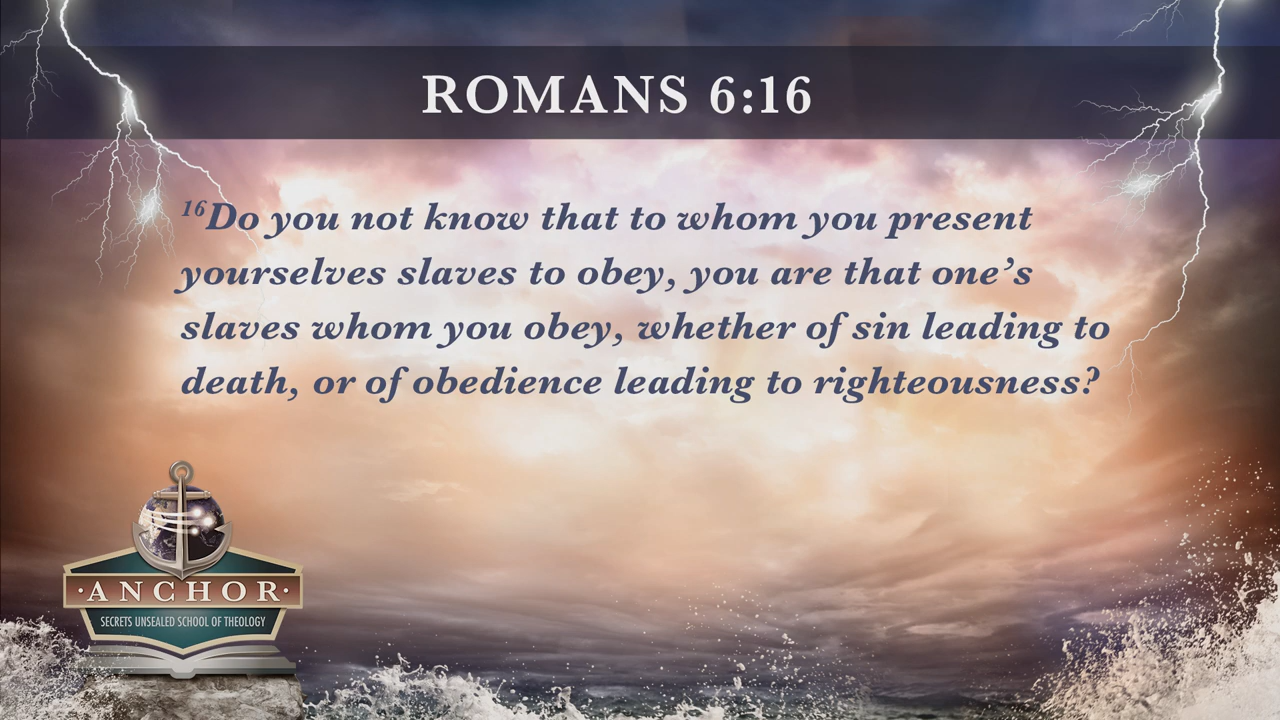 ROMANS 6:16
16Do you not know that to whom you present
yourselves slaves to obey, you are that one’s
slaves whom you obey, whether of sin leading to
death, or of obedience leading to righteousness?
·ANCHOR·
SECRETS UNSEALED SCHOOL OF THEOLOGY